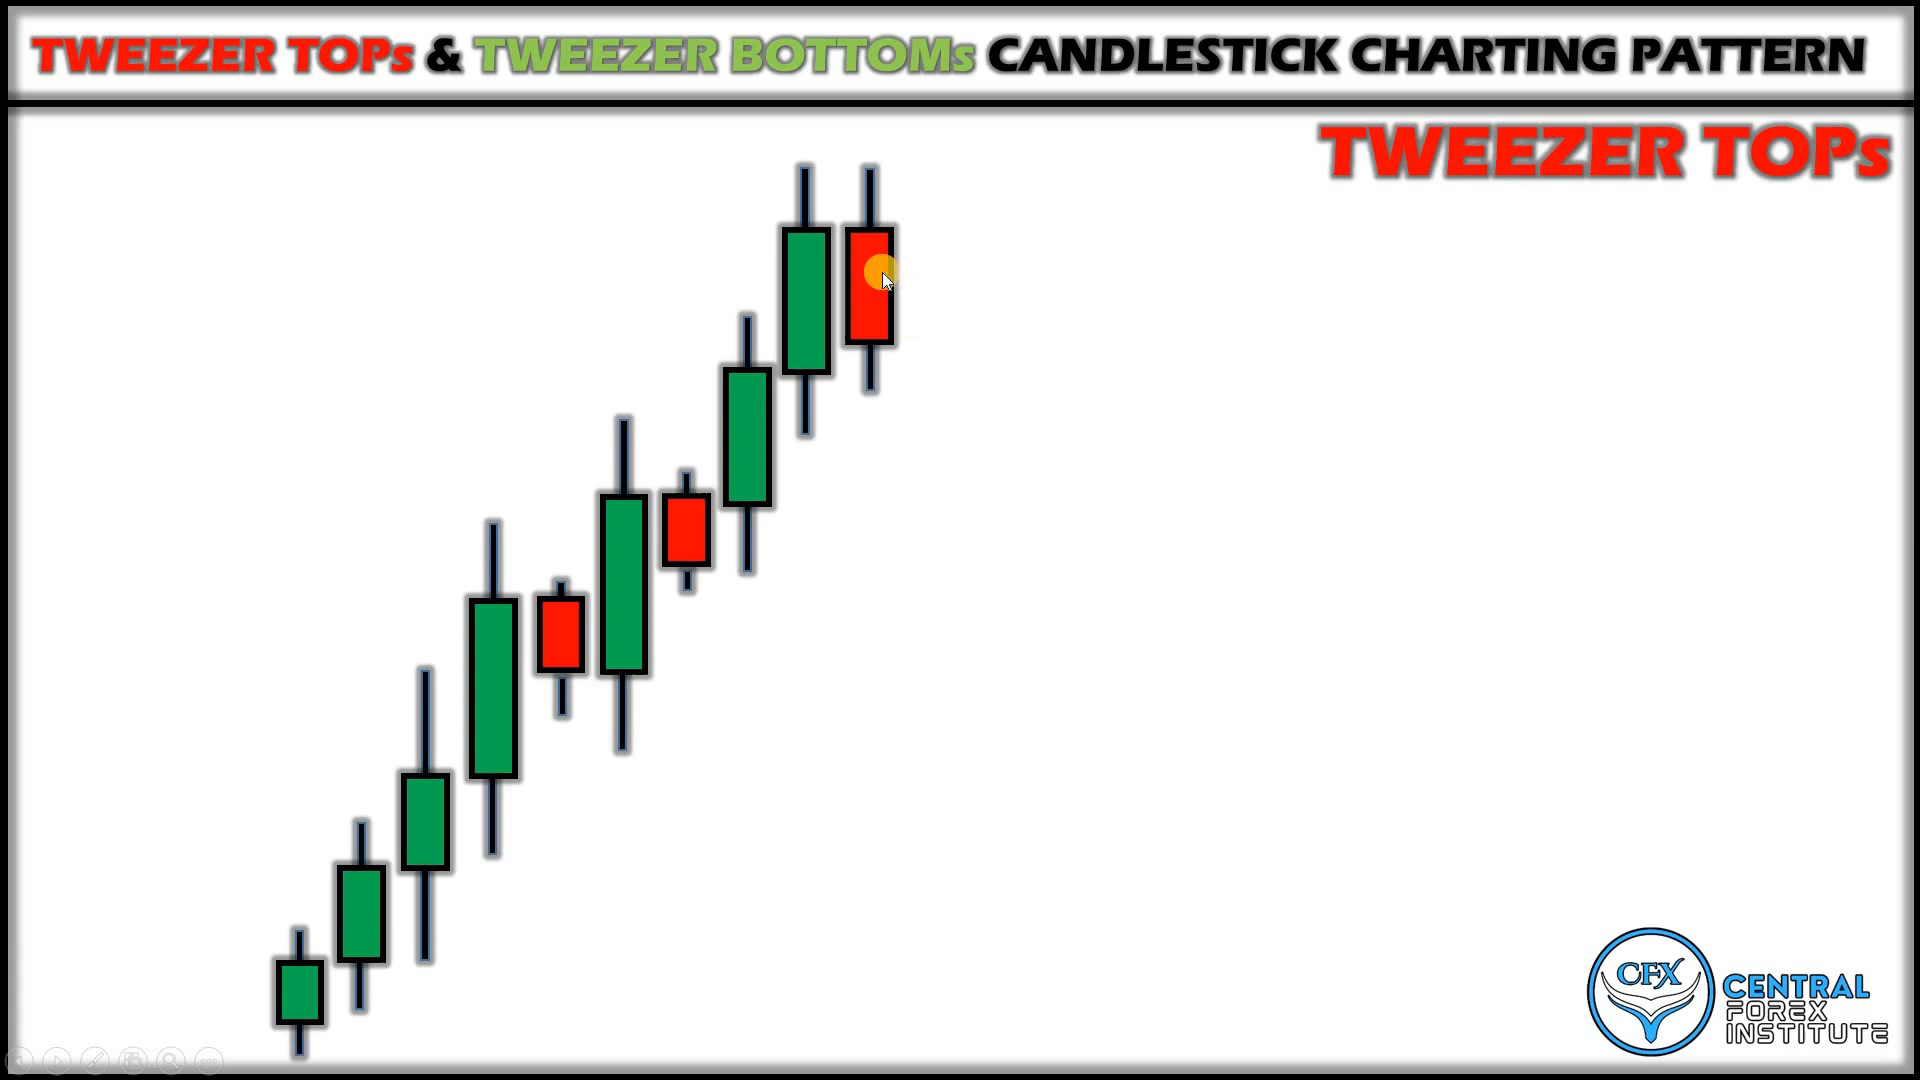 TWEEZER TOPs & TWEEZER BOTTOMs CANDLESTICK CHARTING PATTERN
TWEEZER TOPs
CFX
CENTRAL
FOREX
INSTITUTE